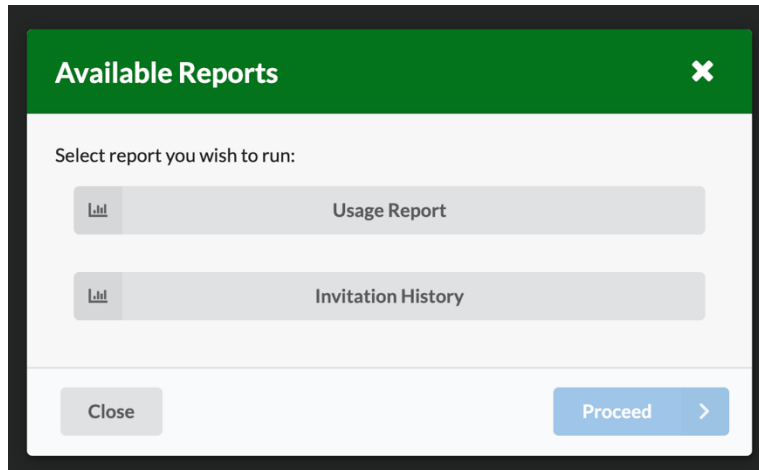 Available Reports
Select report you wish to run:
Usage Report
Invitation History
Close
Proceed